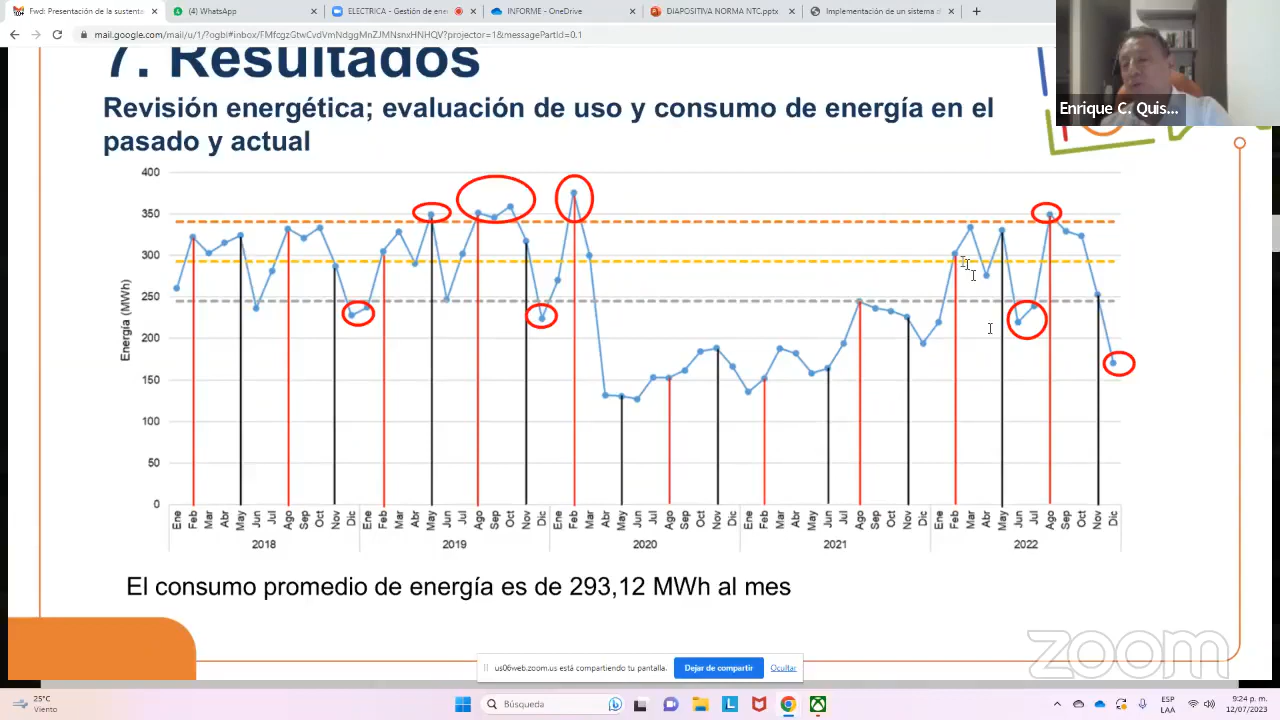 Fwd: Presentación de la sustenta
(4) WhatsApp
ELECTRICA - Gestión de ener
INFORME - OneDrive
DIAPOSITIVA NORMA NTC.pptx
Implementación de un sistema d
mail.google.com/mail/u/1/?ogbl#inbox/FMfcgzGtwCvdVmNdggMnZJMNsnxHNHQV?projector=1&messagePartId=0.1
Enrique C. Quis...
7. Resultados
Revisión energética; evaluación de uso y consumo de energía en el
pasado y actual
400
350
300
250
200
150
100
50
0
Energía (MWh)
Ene Feb Mar Abr May Jun Jul Ago Sep Oct Nov Dic Ene Feb Mar Abr May Jun Jul Ago Sep Oct Nov Dic Ene Feb Mar Abr May Jun Jul Ago Sep Oct Nov Dic Ene Feb Mar Abr May Jun Jul Ago Sep Oct Nov Dic Ene Feb Mar Abr May Jun Jul Ago Sep Oct Nov Dic
2018 2019 2020 2021 2022
El consumo promedio de energía es de 293,12 MWh al mes
zoom
us06web.zoom.us está compartiendo tu pantalla.
Dejar de compartir
Ocultar
25°C
Viento
Búsqueda
ESP
LAA
9:24 p. m.
12/07/2023